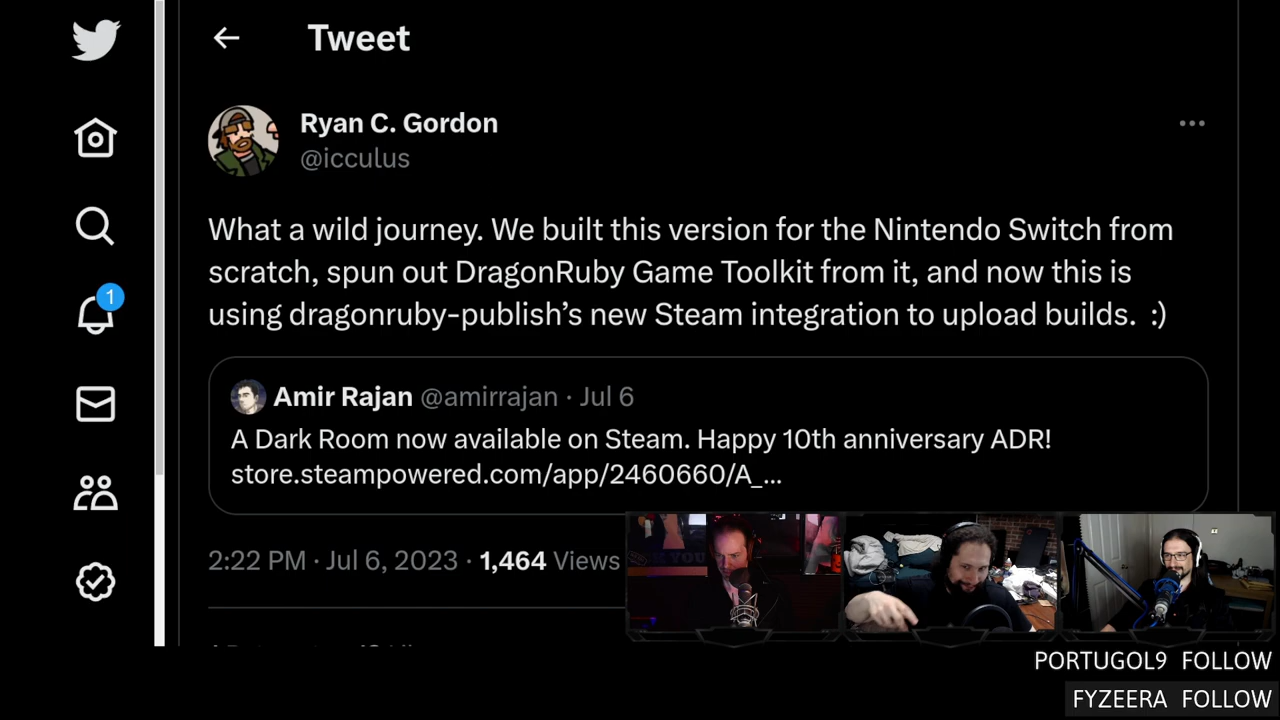 Tweet
Ryan C. Gordon
@icculus
What a wild journey. We built this version for the Nintendo Switch from
scratch, spun out DragonRuby Game Toolkit from it, and now this is
using dragonruby-publish’s new Steam integration to upload builds. :)
1
Amir Rajan @amirrajan · Jul 6
A Dark Room now available on Steam. Happy 10th anniversary ADR!
store.steampowered.com/app/2460660/A_…
2:22 PM · Jul 6, 2023 · 1,464 Views
PORTUGOL9 FOLLOW
FYZEERA FOLLOW